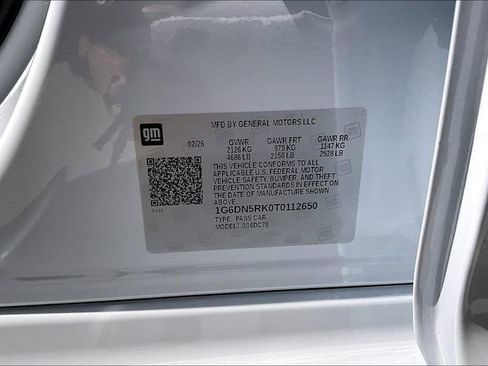 MFD BY GENERAL MOTORS LLC
gm
02/26 GVWR GAWR FRT GAWR RR
2126 KG 979 KG 1147 KG
4686 LB 2158 LB 2528 LB
THIS VEHICLE CONFORMS TO ALL
APPLICABLE U.S. FEDERAL MOTOR
VEHICLE SAFETY, BUMPER, AND THEFT
PREVENTION STANDARDS IN EFFECT ON
THE DATE OF MANUFACTURE SHOWN
ABOVE.
1G6DN5RK0T0112650
TYPE: PASS CAR
MODEL: